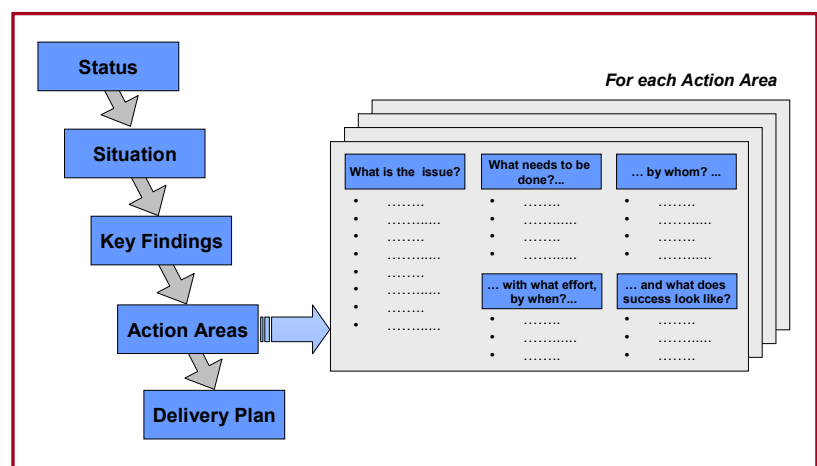 Status
Situation
Key Findings
Action Areas
Delivery Plan
For each Action Area
What is the issue?
• ……..
• ……......
• ……..
• ……......
• ……..
• ……......
• ……..
• ……......
What needs to be
done?...
• ……..
• ……......
• ……..
• ……..
… by whom? ...
• ……..
• ……......
• ……..
• ……..
… with what effort,
by when?...
• ……..
• ……......
• ……..
… and what does
success look like?
• ……..
• ……......
• ……..